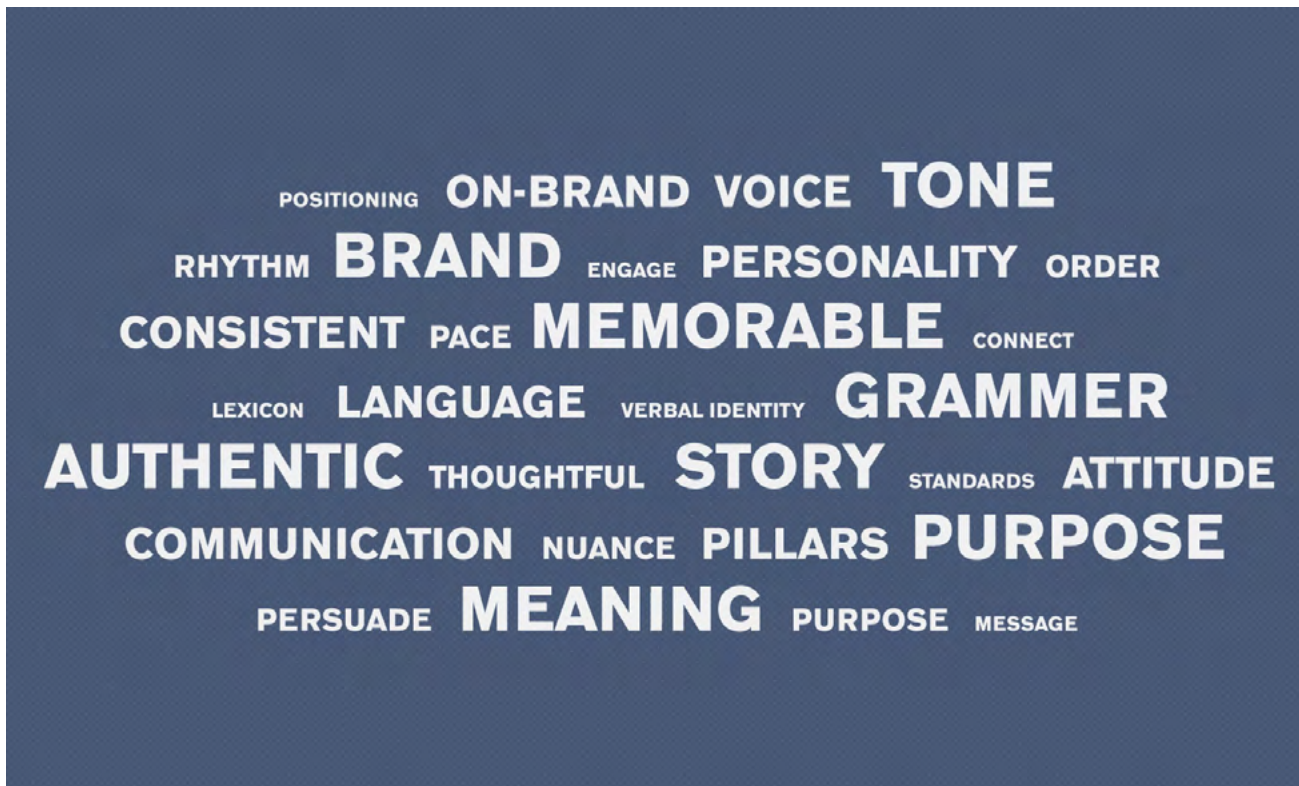 POSITIONING ON-BRAND VOICE TONE
RHYTHM BRAND ENGAGE PERSONALITY ORDER
CONSISTENT PACE MEMORABLE CONNECT
LEXICON LANGUAGE VERBAL IDENTITY GRAMMER
AUTHENTIC THOUGHTFUL STORY STANDARDS ATTITUDE
COMMUNICATION NUANCE PILLARS PURPOSE
PERSUADE MEANING PURPOSE MESSAGE